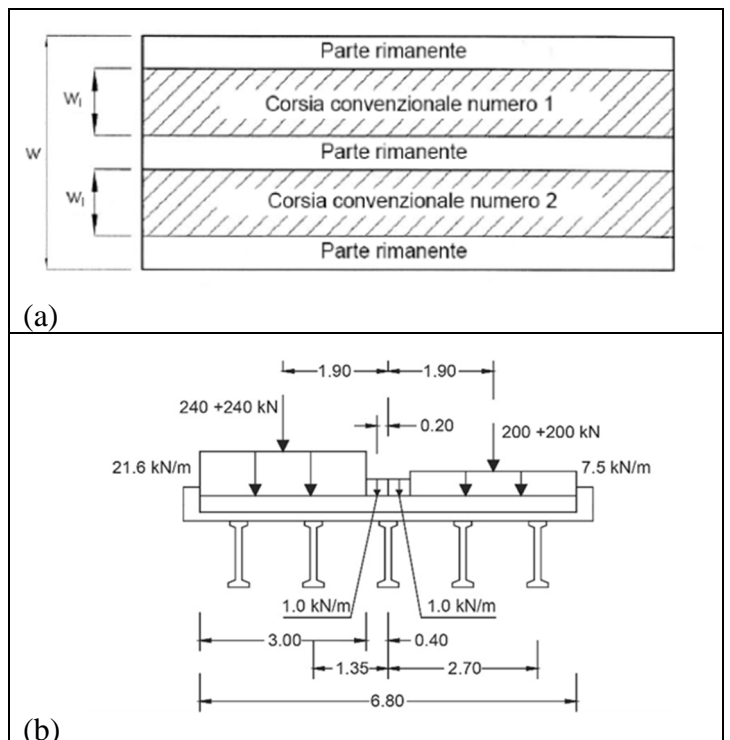 Parte rimanente
Corsia convenzionale numero 1
Parte rimanente
Corsia convenzionale numero 2
Parte rimanente
w
wl
wl
(a)
1.90
1.90
240 +240 kN
0.20
200 +200 kN
21.6 kN/m
7.5 kN/m
1.0 kN/m
1.0 kN/m
3.00
0.40
1.35
2.70
6.80
(b)